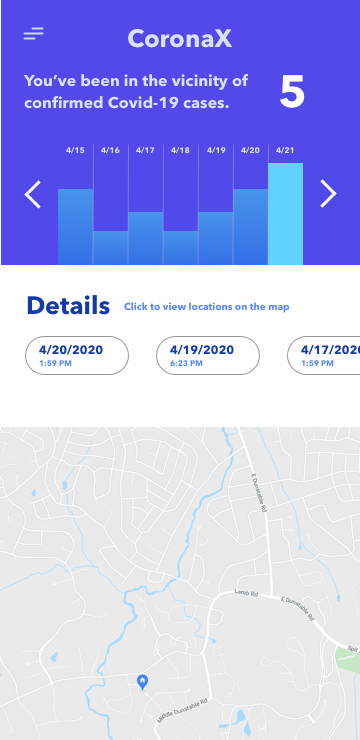 CoronaX
You've been in the vicinity of
confirmed Covid-19 cases.
5
4/15 4/16 4/17 4/18 4/19 4/20 4/21
Details Click to view locations on the map
4/20/2020 4/19/2020 4/17/2020
1:59 PM 6:23 PM 1:59 PM
E Dunstable Rd
Lamb Rd
E Dunstable Rd
Spit
Middle Dunstable Rd